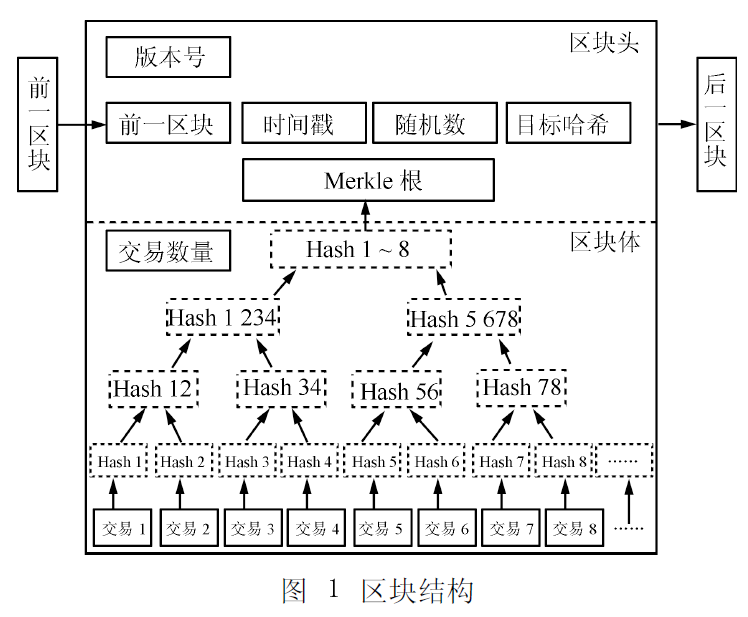 区块头
版本号
前一区块
前一区块 时间戳 随机数 目标哈希
后一区块
Merkle 根
交易数量
区块体
Hash 1 ~ 8
Hash 1 234 Hash 5 678
Hash 12 Hash 34 Hash 56 Hash 78
Hash 1 Hash 2 Hash 3 Hash 4 Hash 5 Hash 6 Hash 7 Hash 8 ……
交易 1 交易 2 交易 3 交易 4 交易 5 交易 6 交易 7 交易 8 ……
图 1 区块结构